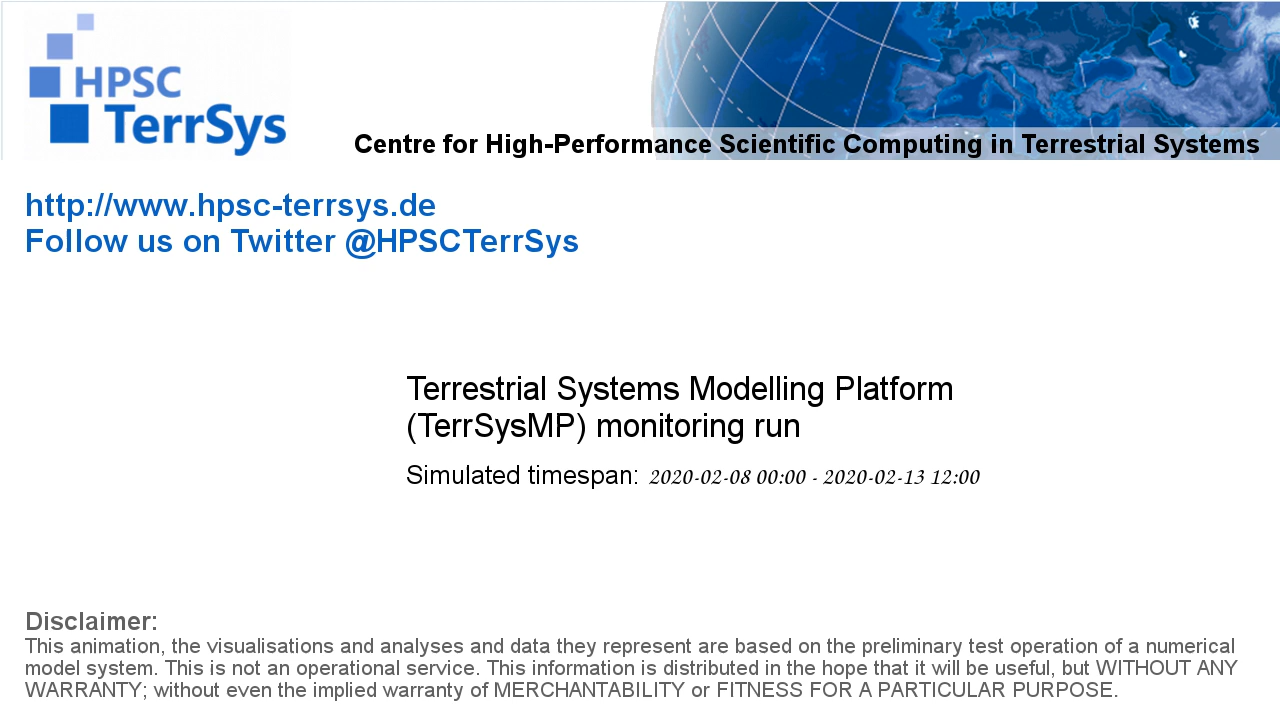 HPSC
TerrSys
Centre for High-Performance Scientific Computing in Terrestrial Systems
http://www.hpsc-terrsys.de
Follow us on Twitter @HPSCTerrSys
Terrestrial Systems Modelling Platform
(TerrSysMP) monitoring run
Simulated timespan: 2020-02-08 00:00 - 2020-02-13 12:00
Disclaimer:
This animation, the visualisations and analyses and data they represent are based on the preliminary test operation of a numerical
model system. This is not an operational service. This information is distributed in the hope that it will be useful, but WITHOUT ANY
WARRANTY; without even the implied warranty of MERCHANTABILITY or FITNESS FOR A PARTICULAR PURPOSE.